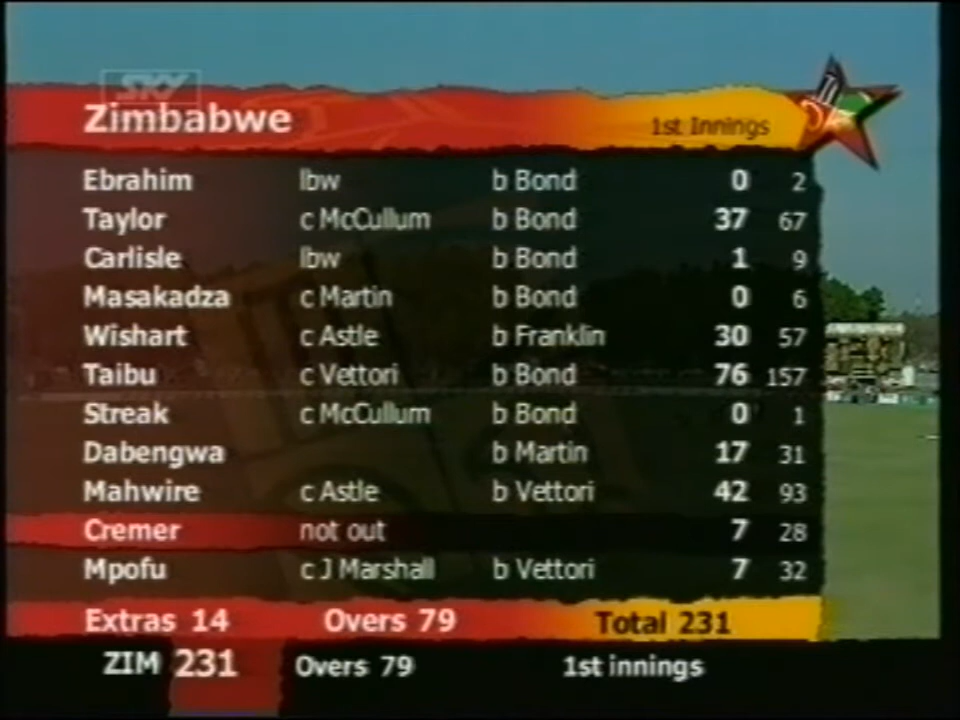 SKY
Zimbabwe 1st Innings
Ebrahim lbw b Bond 0 2
Taylor c McCullum b Bond 37 67
Carlisle lbw b Bond 1 9
Masakadza c Martin b Bond 0 6
Wishart c Astle b Franklin 30 57
Taibu c Vettori b Bond 76 157
Streak c McCullum b Bond 0 1
Dabengwa b Martin 17 31
Mahwire c Astle b Vettori 42 93
Cremer not out 7 28
Mpofu c J Marshall b Vettori 7 32
Extras 14 Overs 79 Total 231
ZIM 231 Overs 79 1st innings